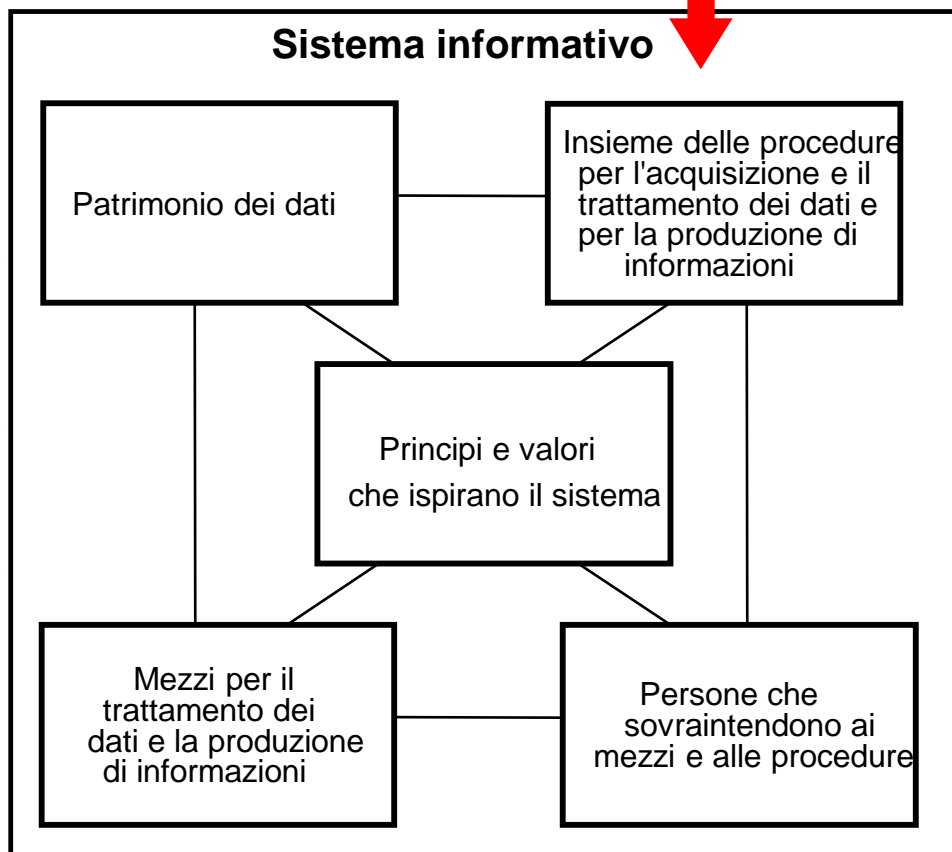 Sistema informativo
Patrimonio dei dati
Insieme delle procedure
per l'acquisizione e il
trattamento dei dati e
per la produzione di
informazioni
Principi e valori
che ispirano il sistema
Mezzi per il
trattamento dei
dati e la produzione
di informazioni
Persone che
sovraintendono ai
mezzi e alle procedure